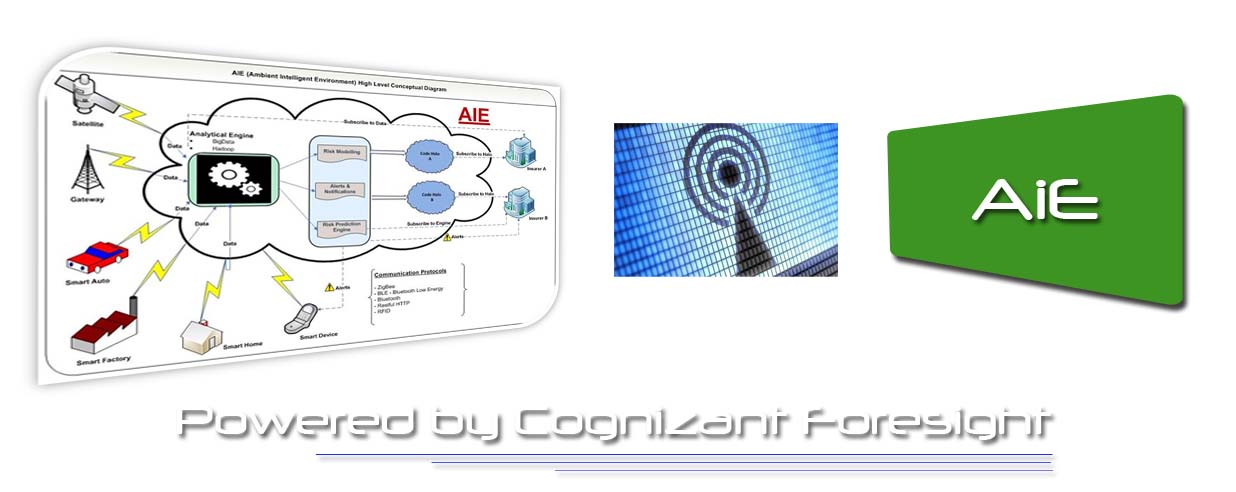 AIE (Ambient Intelligent Environment) High Level Conceptual Diagram
AIE
Satellite
Gateway
Smart Auto
Smart Factory
Smart Home
Smart Device
Data
Data
Data
Data
Data
Analytical Engine
BigData
Hadoop
Subscribe to Data
Risk Modelling
Alerts &
Notifications
Risk Prediction
Engine
Code Halo
A
Code Halo
B
Subscribe to Halo
Subscribe to Halo
Subscribe to Engine
Insurer A
Insurer B
Alerts
Alerts
Communication Protocols
- ZigBee
- BLE - Bluetooth Low Energy
- Bluetooth
- Restful HTTP
- RFID
AiE
Powered by Cognizant Foresight